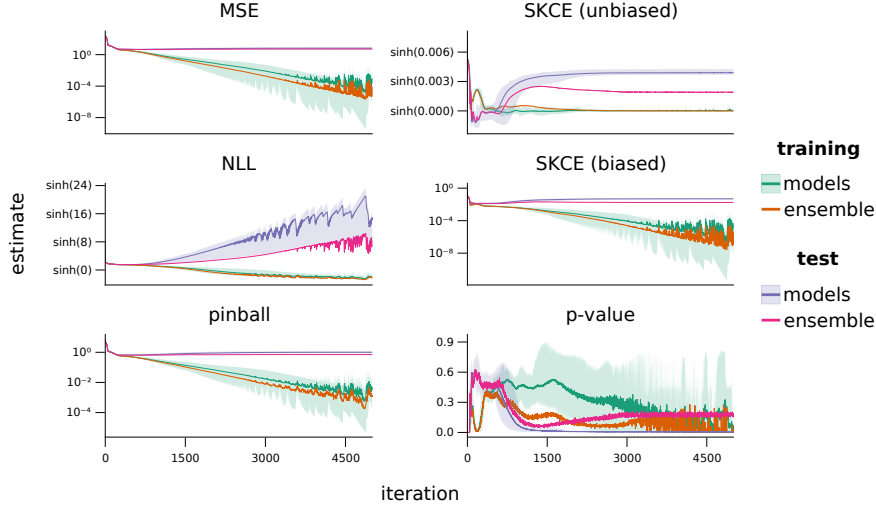 MSE
SKCE (unbiased)
10⁰
10⁻⁴
10⁻⁸
sinh(0.006)
sinh(0.003)
sinh(0.000)
NLL
SKCE (biased)
sinh(24)
sinh(16)
sinh(8)
sinh(0)
10⁰
10⁻⁴
10⁻⁸
estimate
pinball
p-value
10⁰
10⁻²
10⁻⁴
0.9
0.6
0.3
0.0
0 1500 3000 4500
0 1500 3000 4500
iteration
training
models
ensemble
test
models
ensemble